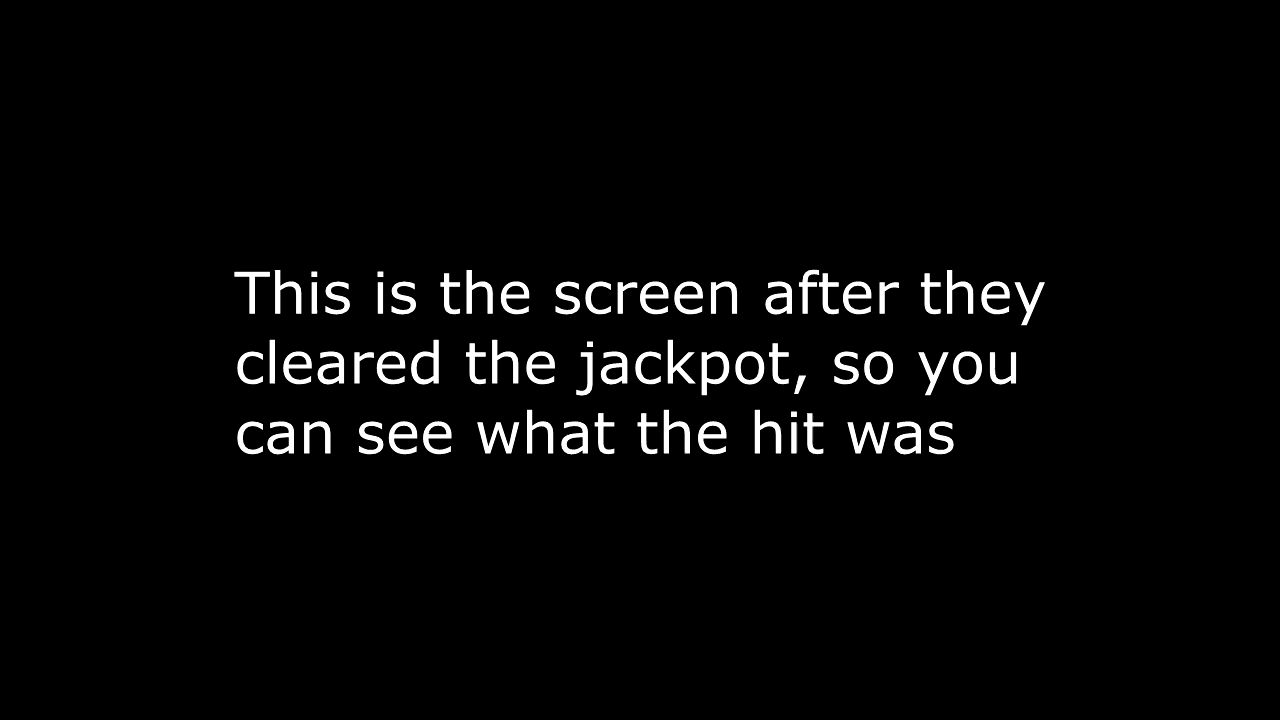 This is the screen after they
cleared the jackpot, so you
can see what the hit was